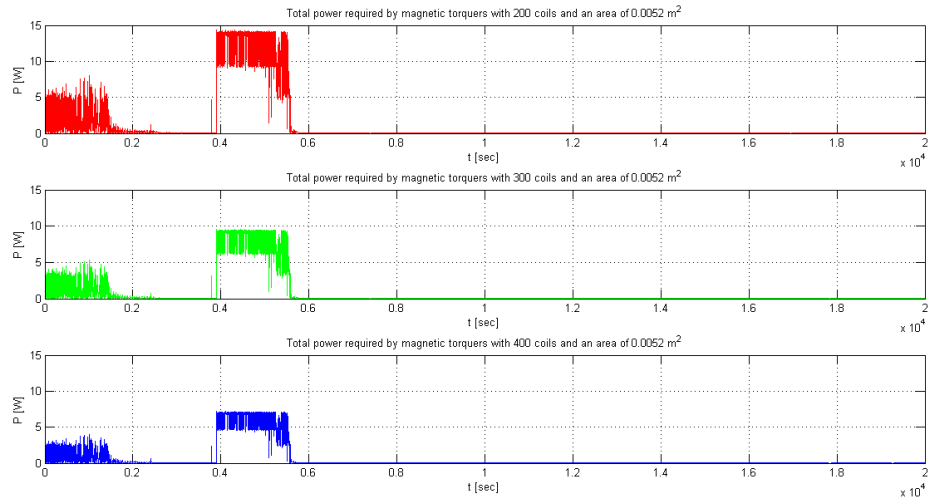 Total power required by magnetic torquers with 200 coils and an area of 0.0052 m²
15
10
5
0
P [W]
0 0.2 0.4 0.6 0.8 1 1.2 1.4 1.6 1.8 2
t [sec]
x 10⁴
Total power required by magnetic torquers with 300 coils and an area of 0.0052 m²
15
10
5
0
P [W]
0 0.2 0.4 0.6 0.8 1 1.2 1.4 1.6 1.8 2
t [sec]
x 10⁴
Total power required by magnetic torquers with 400 coils and an area of 0.0052 m²
15
10
5
0
P [W]
0 0.2 0.4 0.6 0.8 1 1.2 1.4 1.6 1.8 2
t [sec]
x 10⁴